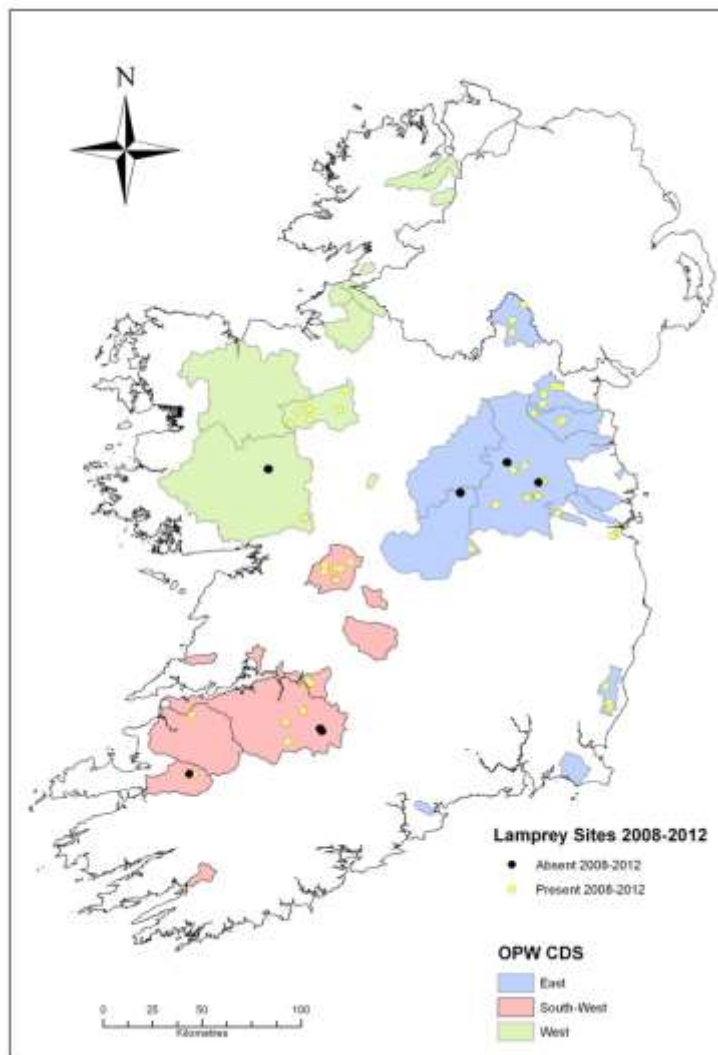 N
Lamprey Sites 2008-2012
Absent 2008-2012
Present 2008-2012
OPW CDS
East
South-West
West
0 25 50 100
Kilometres